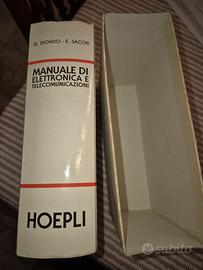 G. BIONDO - E. SACCHI
MANUALE DI
ELETTRONICA E
TELECOMUNICAZIONI
HOEPLI
subito